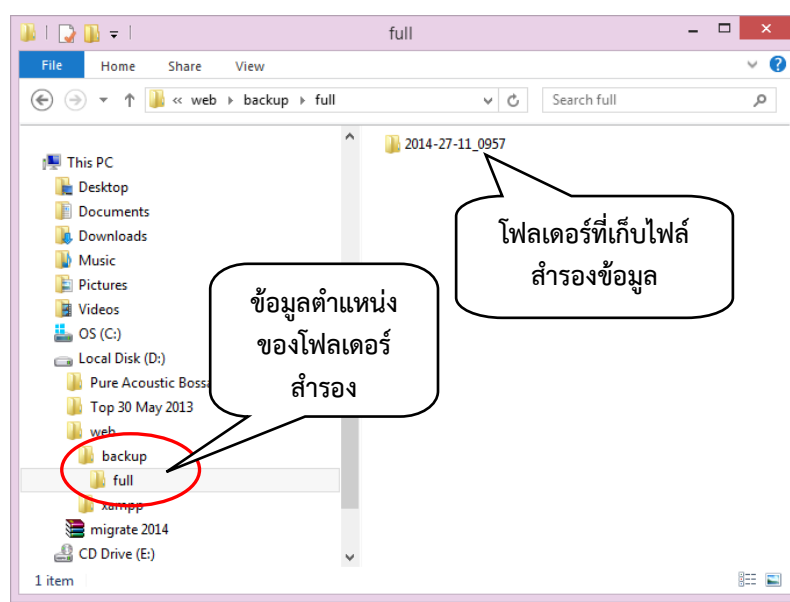 full
File Home Share View
« web backup full
Search full
2014-27-11_0957
This PC
Desktop
Documents
Downloads
Music
Pictures
Videos
OS (C:)
Local Disk (D:)
Pure Acoustic Bossa
Top 30 May 2013
web
backup
full
xampp
migrate 2014
CD Drive (E:)
โฟลเดอร์ที่เก็บไฟล์
สำรองข้อมูล
ข้อมูลตำแหน่ง
ของโฟลเดอร์
สำรอง
1 item